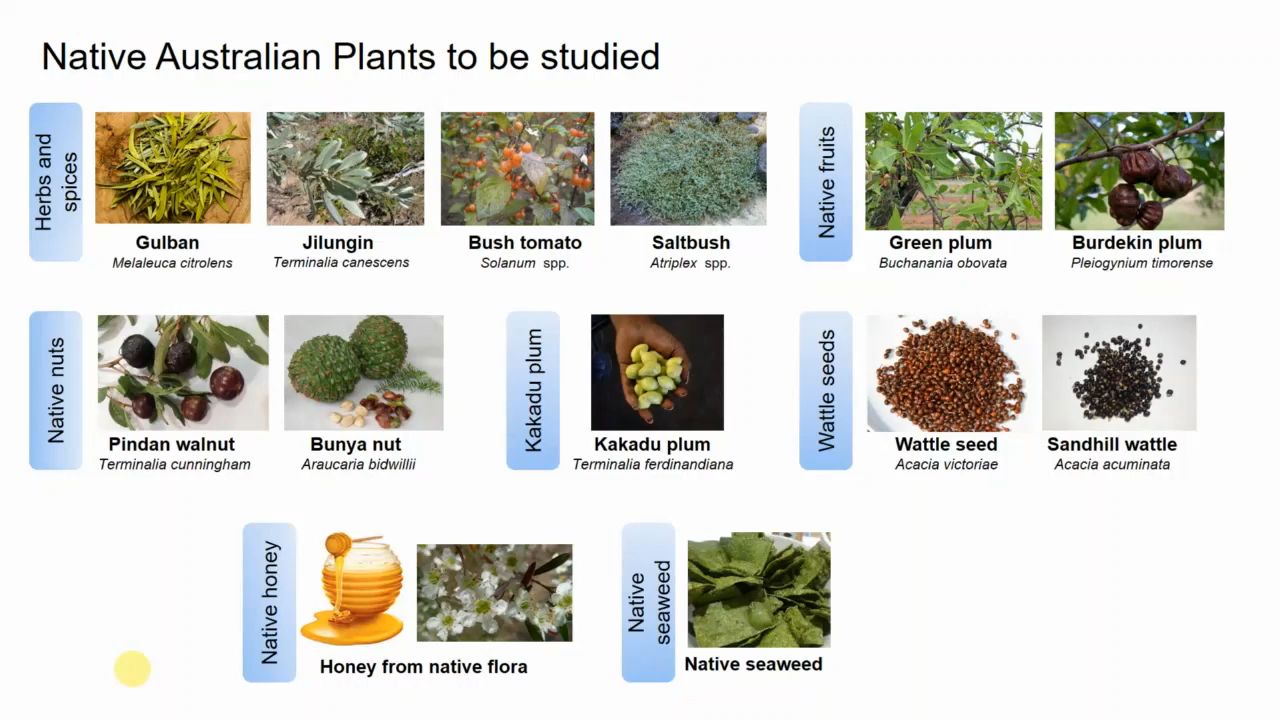 Native Australian Plants to be studied
Herbs and
spices
Gulban
Melaleuca citrolens
Jilungin
Terminalia canescens
Bush tomato
Solanum spp.
Saltbush
Atriplex spp.
Native fruits
Green plum
Buchanania obovata
Burdekin plum
Pleiogynium timorense
Native nuts
Pindan walnut
Terminalia cunningham
Bunya nut
Araucaria bidwillii
Kakadu plum
Kakadu plum
Terminalia ferdinandiana
Wattle seeds
Wattle seed
Acacia victoriae
Sandhill wattle
Acacia acuminata
Native honey
Honey from native flora
Native
seaweed
Native seaweed